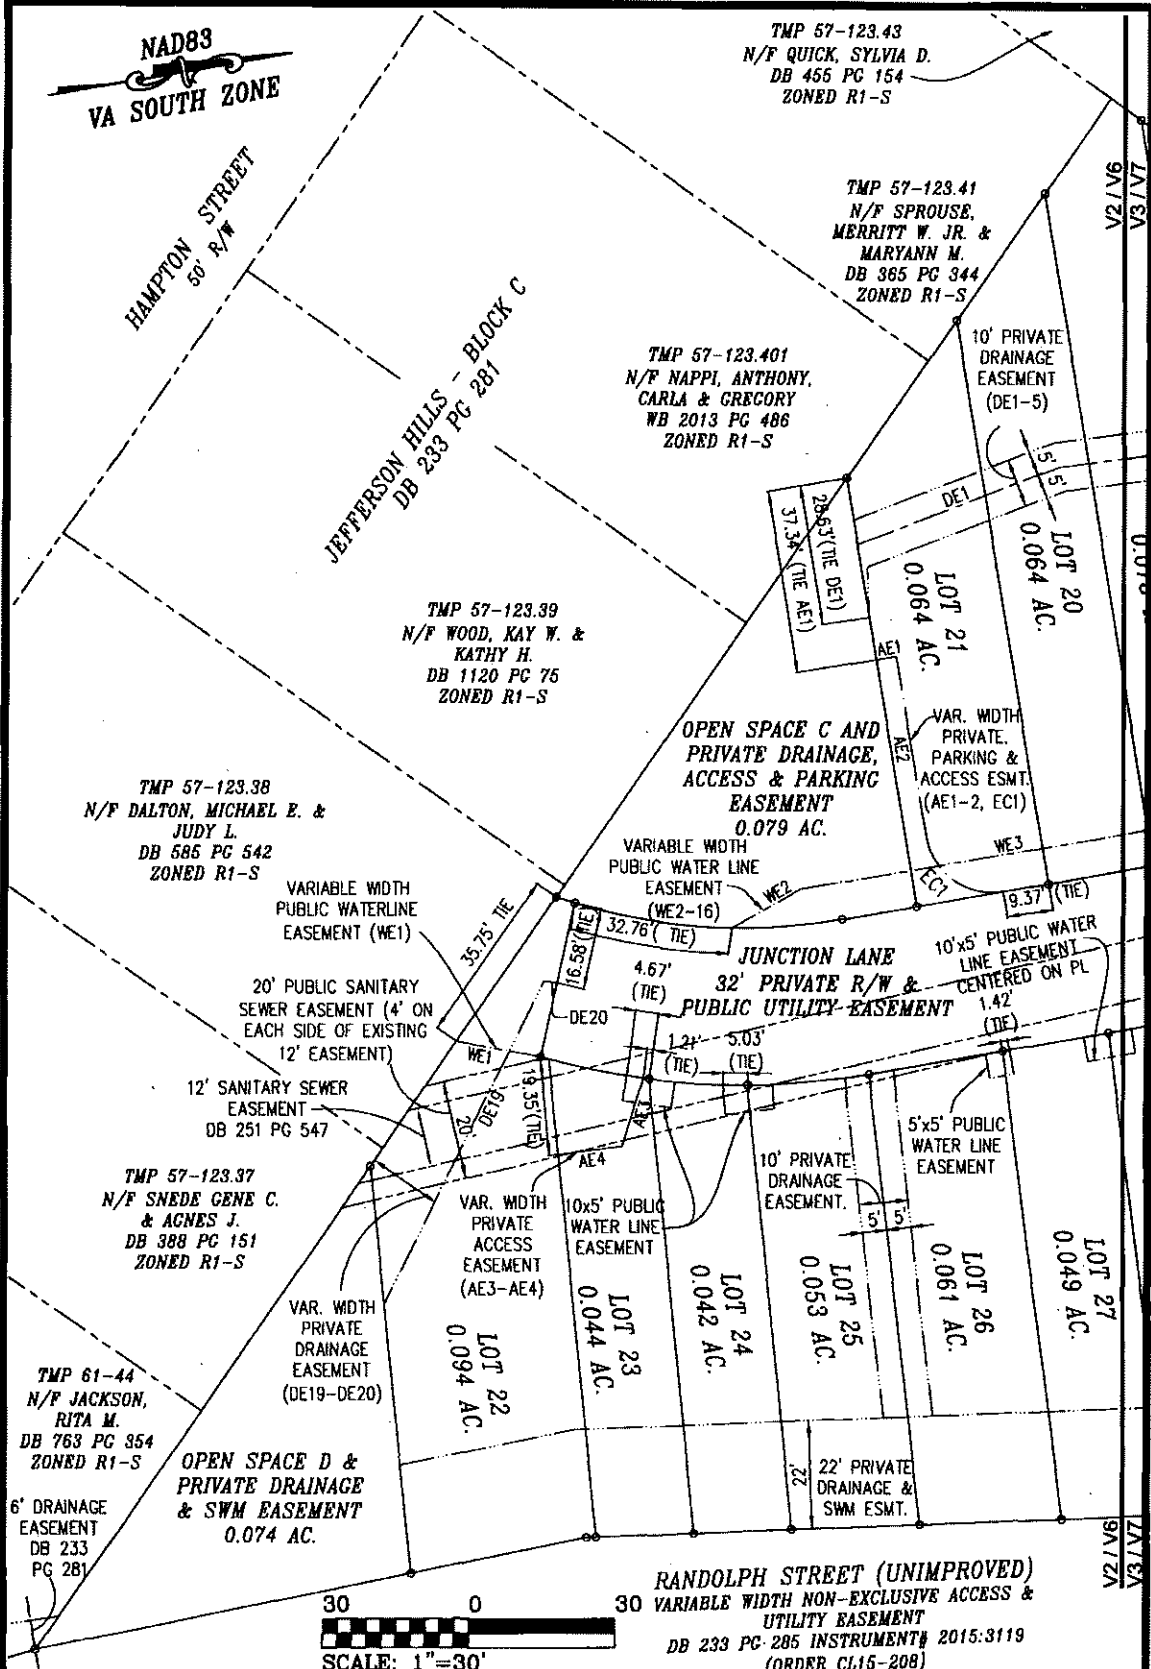 NAD83
VA SOUTH ZONE
TMP 57-123.43
N/F QUICK, SYLVIA D.
DB 455 PG 154
ZONED R1-S
V2 / V6
V3 / V7
HAMPTON STREET
50' R/W
TMP 57-123.41
N/F SPROUSE,
MERRITT W. JR. &
MARYANN M.
DB 365 PG 344
ZONED R1-S
JEFFERSON HILLS - BLOCK C
DB 233 PG 281
TMP 57-123.401
N/F NAPPI, ANTHONY,
CARLA & GREGORY
WB 2013 PG 486
ZONED R1-S
10' PRIVATE
DRAINAGE
EASEMENT
(DE1-5)
5'
5'
DE1
28.63' (TIE DE1)
37.34' (TIE AE1)
LOT 20
0.064 AC.
LOT 21
0.064 AC.
TMP 57-123.39
N/F WOOD, KAY W. &
KATHY H.
DB 1120 PG 75
ZONED R1-S
AE1
AE2
OPEN SPACE C AND
PRIVATE DRAINAGE,
ACCESS & PARKING
EASEMENT
0.079 AC.
VAR. WIDTH
PRIVATE.
PARKING &
ACCESS ESMT.
(AE1-2, EC1)
TMP 57-123.38
N/F DALTON, MICHAEL E. &
JUDY L.
DB 585 PG 542
ZONED R1-S
VARIABLE WIDTH
PUBLIC WATER LINE
EASEMENT
(WE2-16)
WE2
WE3
EC1
9.37' (TIE)
VARIABLE WIDTH
PUBLIC WATERLINE
EASEMENT (WE1)
35.75' TIE
16.58' (TIE)
32.76' ( TIE)
JUNCTION LANE
32' PRIVATE R/W &
PUBLIC UTILITY EASEMENT
10'x5' PUBLIC WATER
LINE EASEMENT
CENTERED ON PL
1.42'
(TIE)
4.67'
(TIE)
20' PUBLIC SANITARY
SEWER EASEMENT (4' ON
EACH SIDE OF EXISTING
12' EASEMENT)
DE20
WE1
1.21'
(TIE)
5.03'
(TIE)
12' SANITARY SEWER
EASEMENT
DB 251 PG 547
20'
DE19
(TIE)
AE3
AE4
5'x5' PUBLIC
WATER LINE
EASEMENT
TMP 57-123.37
N/F SNEDE GENE C.
& AGNES J.
DB 388 PG 151
ZONED R1-S
VAR. WIDTH
PRIVATE
ACCESS
EASEMENT
(AE3-AE4)
10x5' PUBLIC
WATER LINE
EASEMENT
10' PRIVATE
DRAINAGE
EASEMENT.
5'
5'
VAR. WIDTH
PRIVATE
DRAINAGE
EASEMENT
(DE19-DE20)
LOT 22
0.094 AC.
LOT 23
0.044 AC.
LOT 24
0.042 AC.
LOT 25
0.053 AC.
LOT 26
0.061 AC.
LOT 27
0.049 AC.
TMP 61-44
N/F JACKSON,
RITA M.
DB 763 PG 354
ZONED R1-S
OPEN SPACE D &
PRIVATE DRAINAGE
& SWM EASEMENT
0.074 AC.
22'
22' PRIVATE
DRAINAGE &
SWM ESMT.
6' DRAINAGE
EASEMENT
DB 233
PG 281
V2 / V6
V3 / V7
30 0 30
SCALE: 1"=30'
RANDOLPH STREET (UNIMPROVED)
VARIABLE WIDTH NON-EXCLUSIVE ACCESS &
UTILITY EASEMENT
DB 233 PG 285 INSTRUMENT# 2015:3119
(ORDER CL15-208)